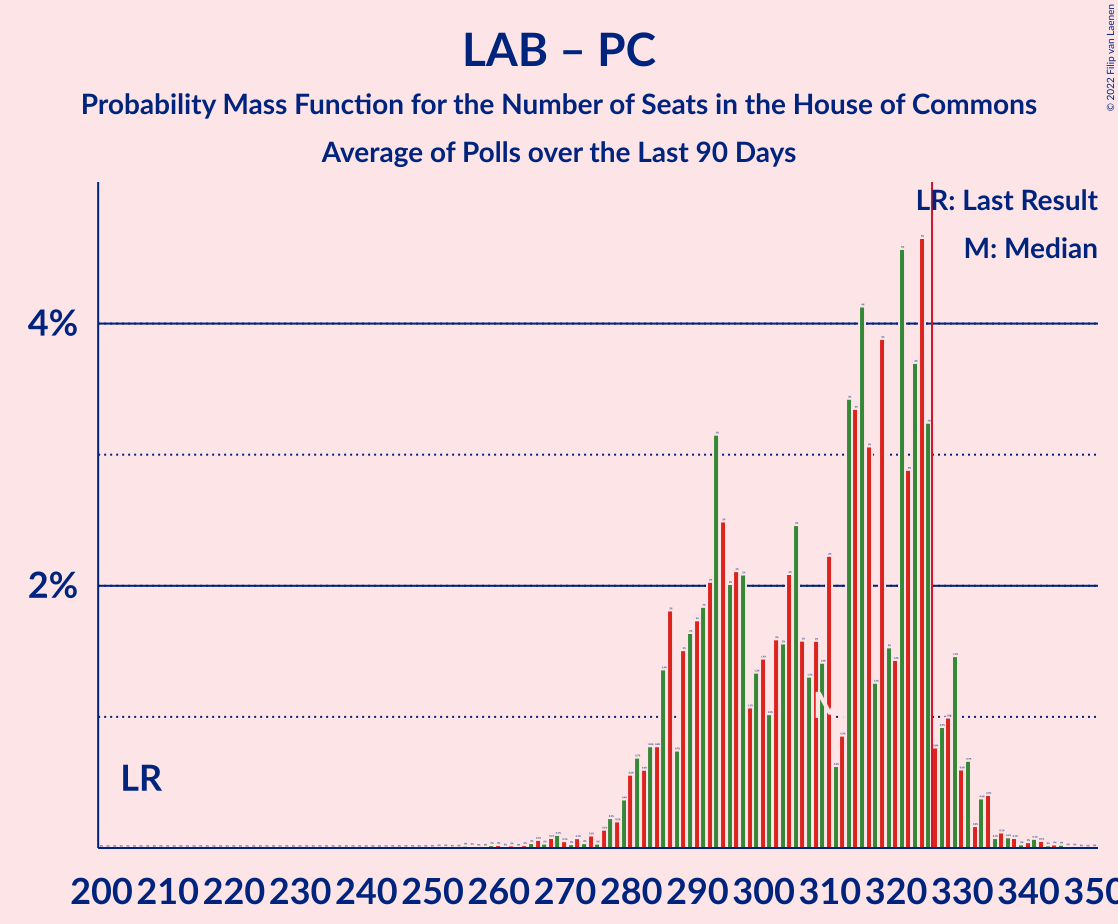 LAB – PC
Probability Mass Function for the Number of Seats in the House of Commons
Average of Polls over the Last 90 Days
© 2022 Filip van Laenen
LR: Last Result
M: Median
4%
2%
LR
M
200 210 220 230 240 250 260 270 280 290 300 310 320 330 340 350